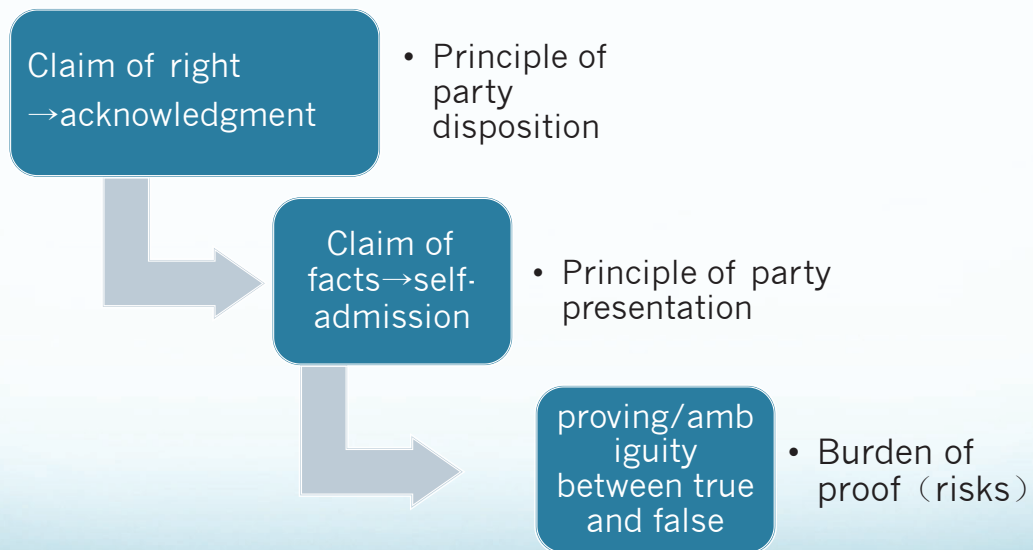 Claim of right
→acknowledgment
• Principle of
party
disposition
Claim of
facts→self-
admission
• Principle of party
presentation
proving/amb
iguity
between true
and false
• Burden of
proof（risks）